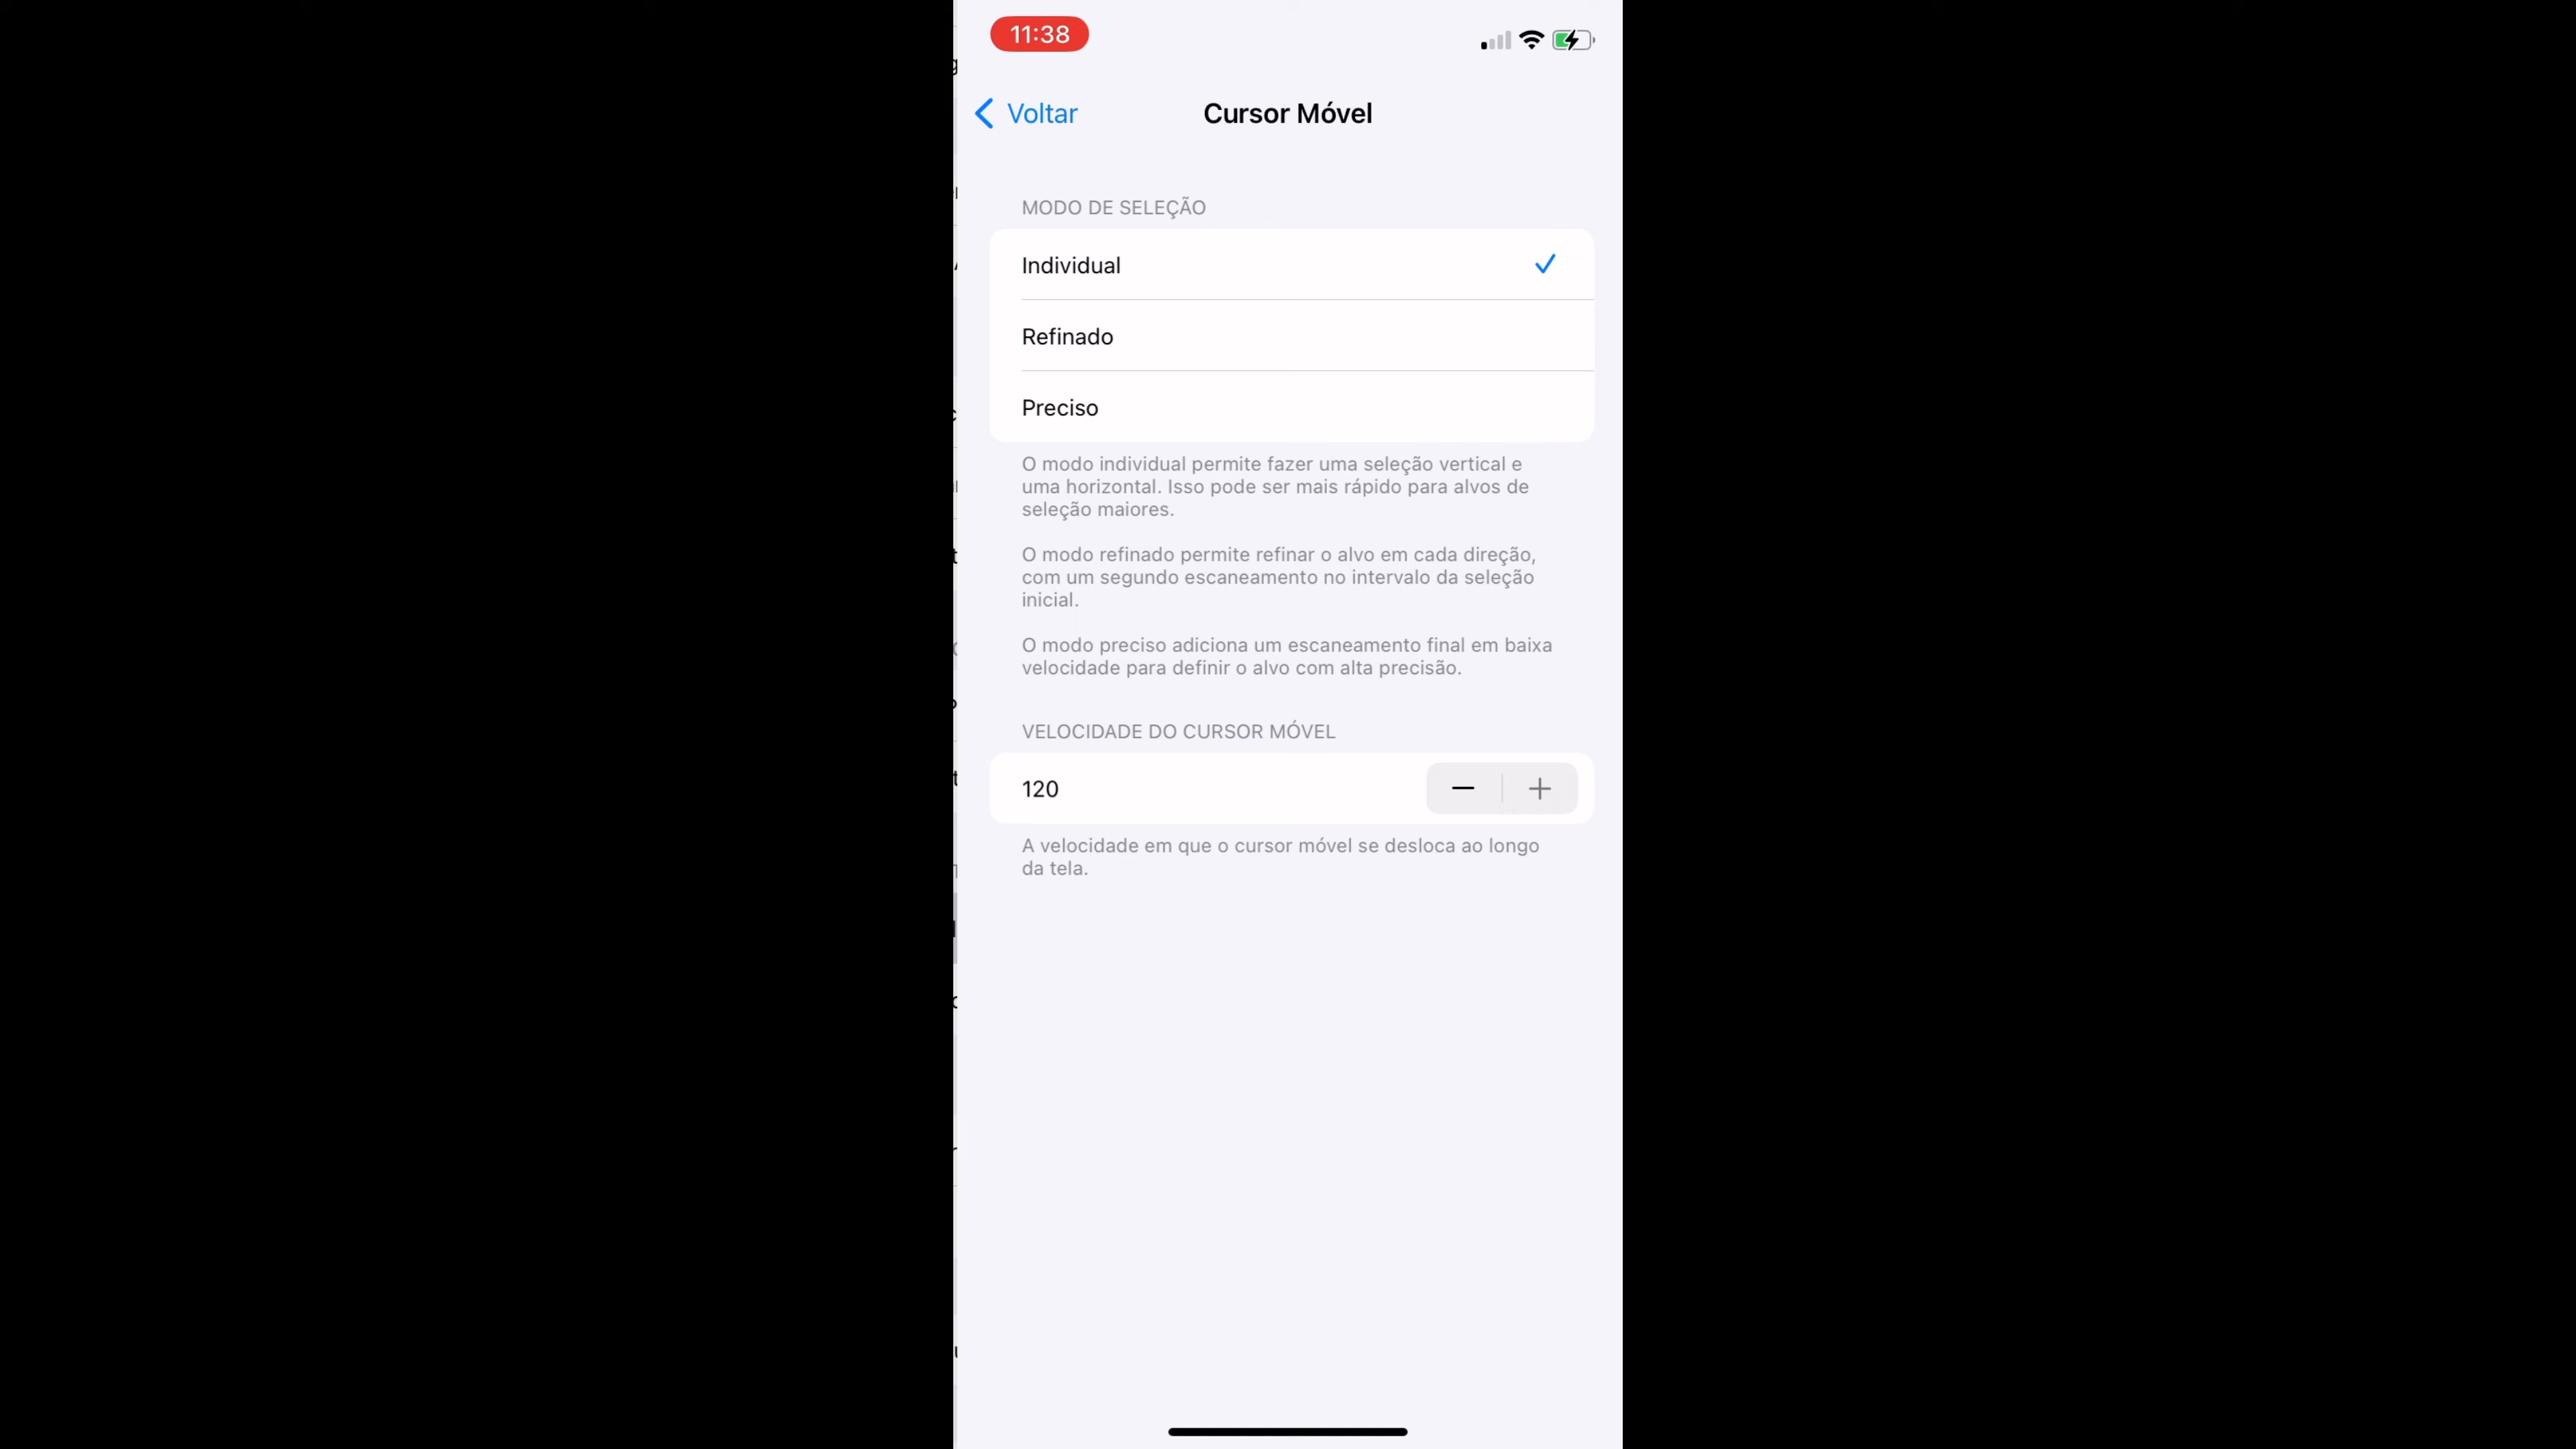 11:38
Voltar
Cursor Móvel
MODO DE SELEÇÃO
Individual
Refinado
Preciso
O modo individual permite fazer uma seleção vertical e
uma horizontal. Isso pode ser mais rápido para alvos de
seleção maiores.
O modo refinado permite refinar o alvo em cada direção,
com um segundo escaneamento no intervalo da seleção
inicial.
O modo preciso adiciona um escaneamento final em baixa
velocidade para definir o alvo com alta precisão.
VELOCIDADE DO CURSOR MÓVEL
120
A velocidade em que o cursor móvel se desloca ao longo
da tela.